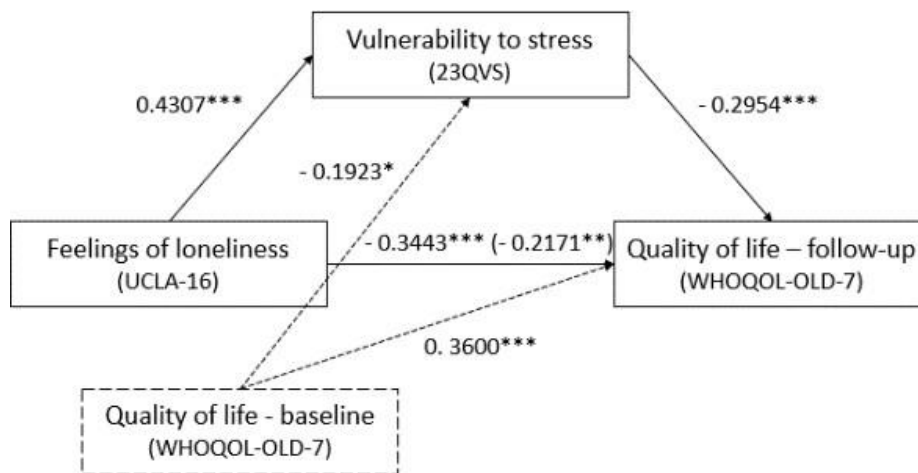 Vulnerability to stress
(23QVS)
0.4307***
- 0.2954***
- 0.1923*
Feelings of loneliness
(UCLA-16)
- 0.3443*** (- 0.2171**)
Quality of life – follow-up
(WHOQOL-OLD-7)
0. 3600***
Quality of life - baseline
(WHOQOL-OLD-7)